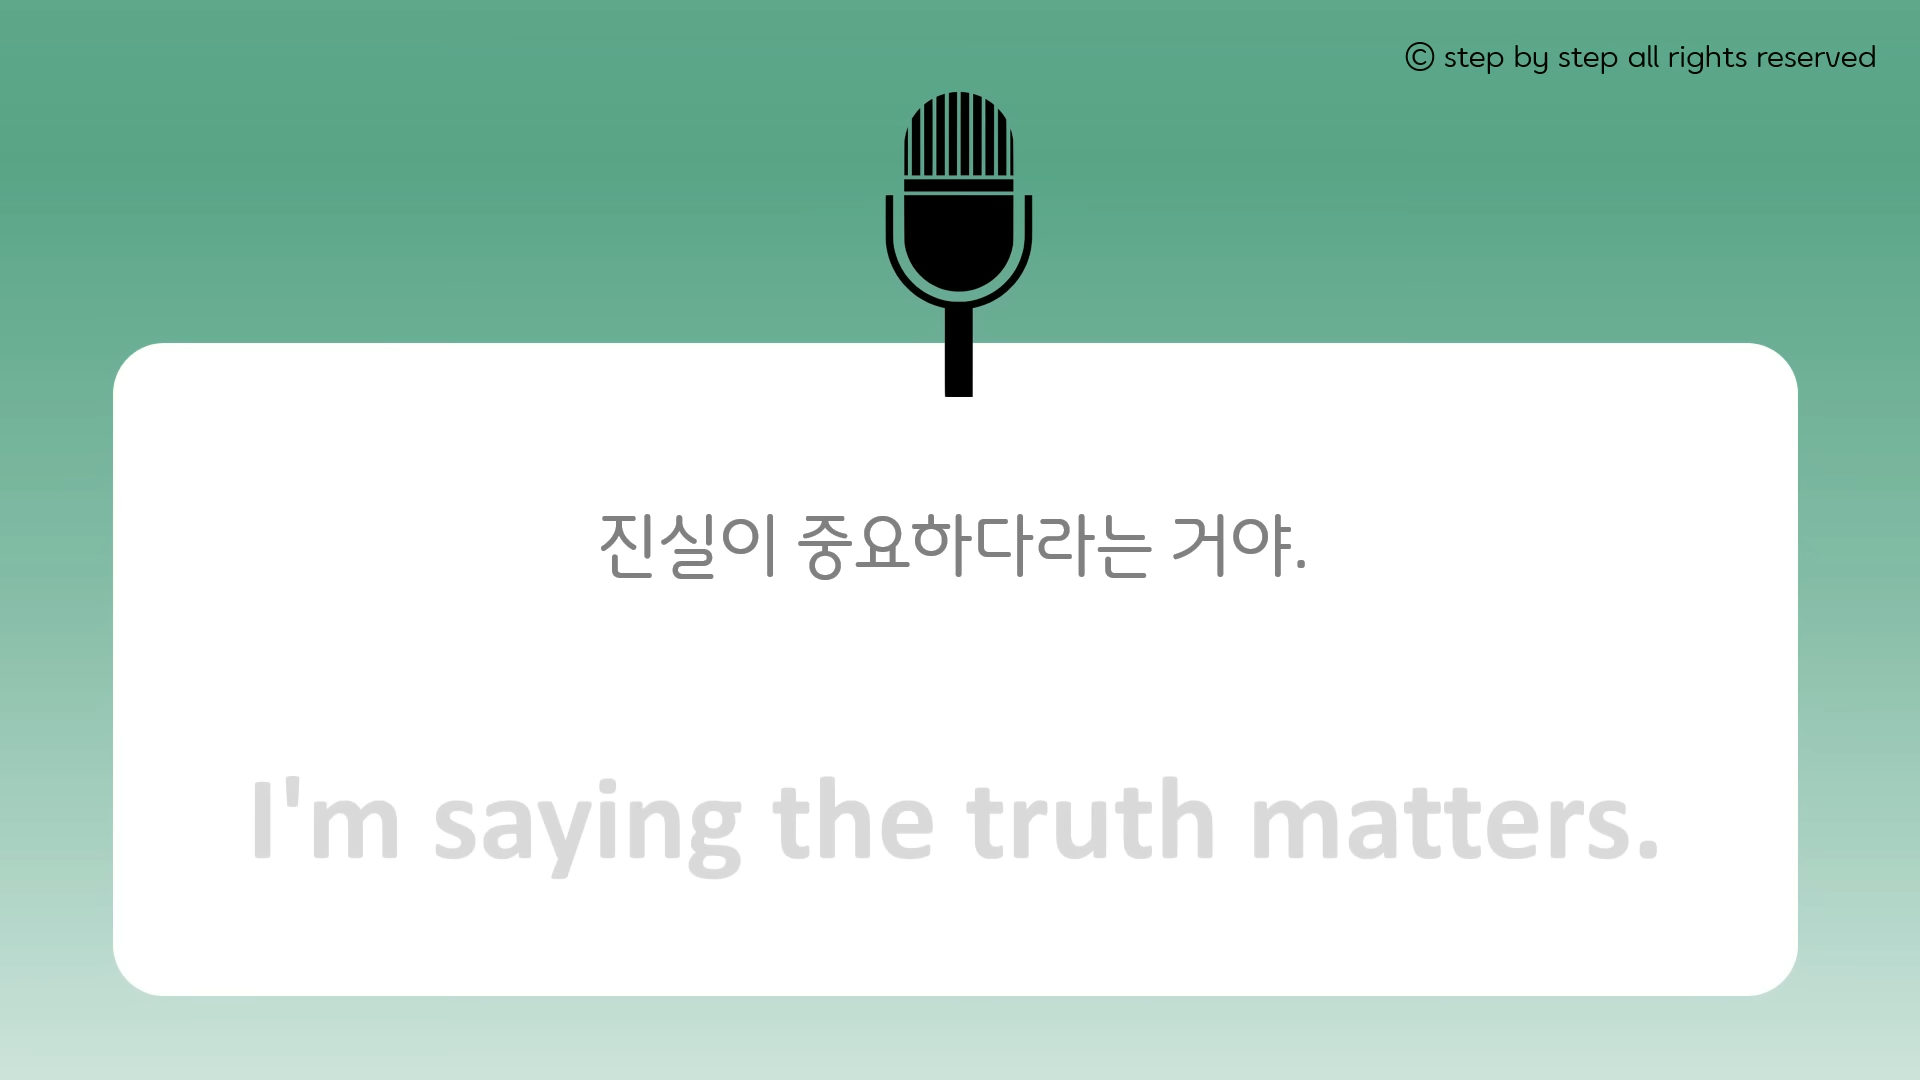 © step by step all rights reserved
진실이 중요하다라는 거야.
I'm saying the truth matters.